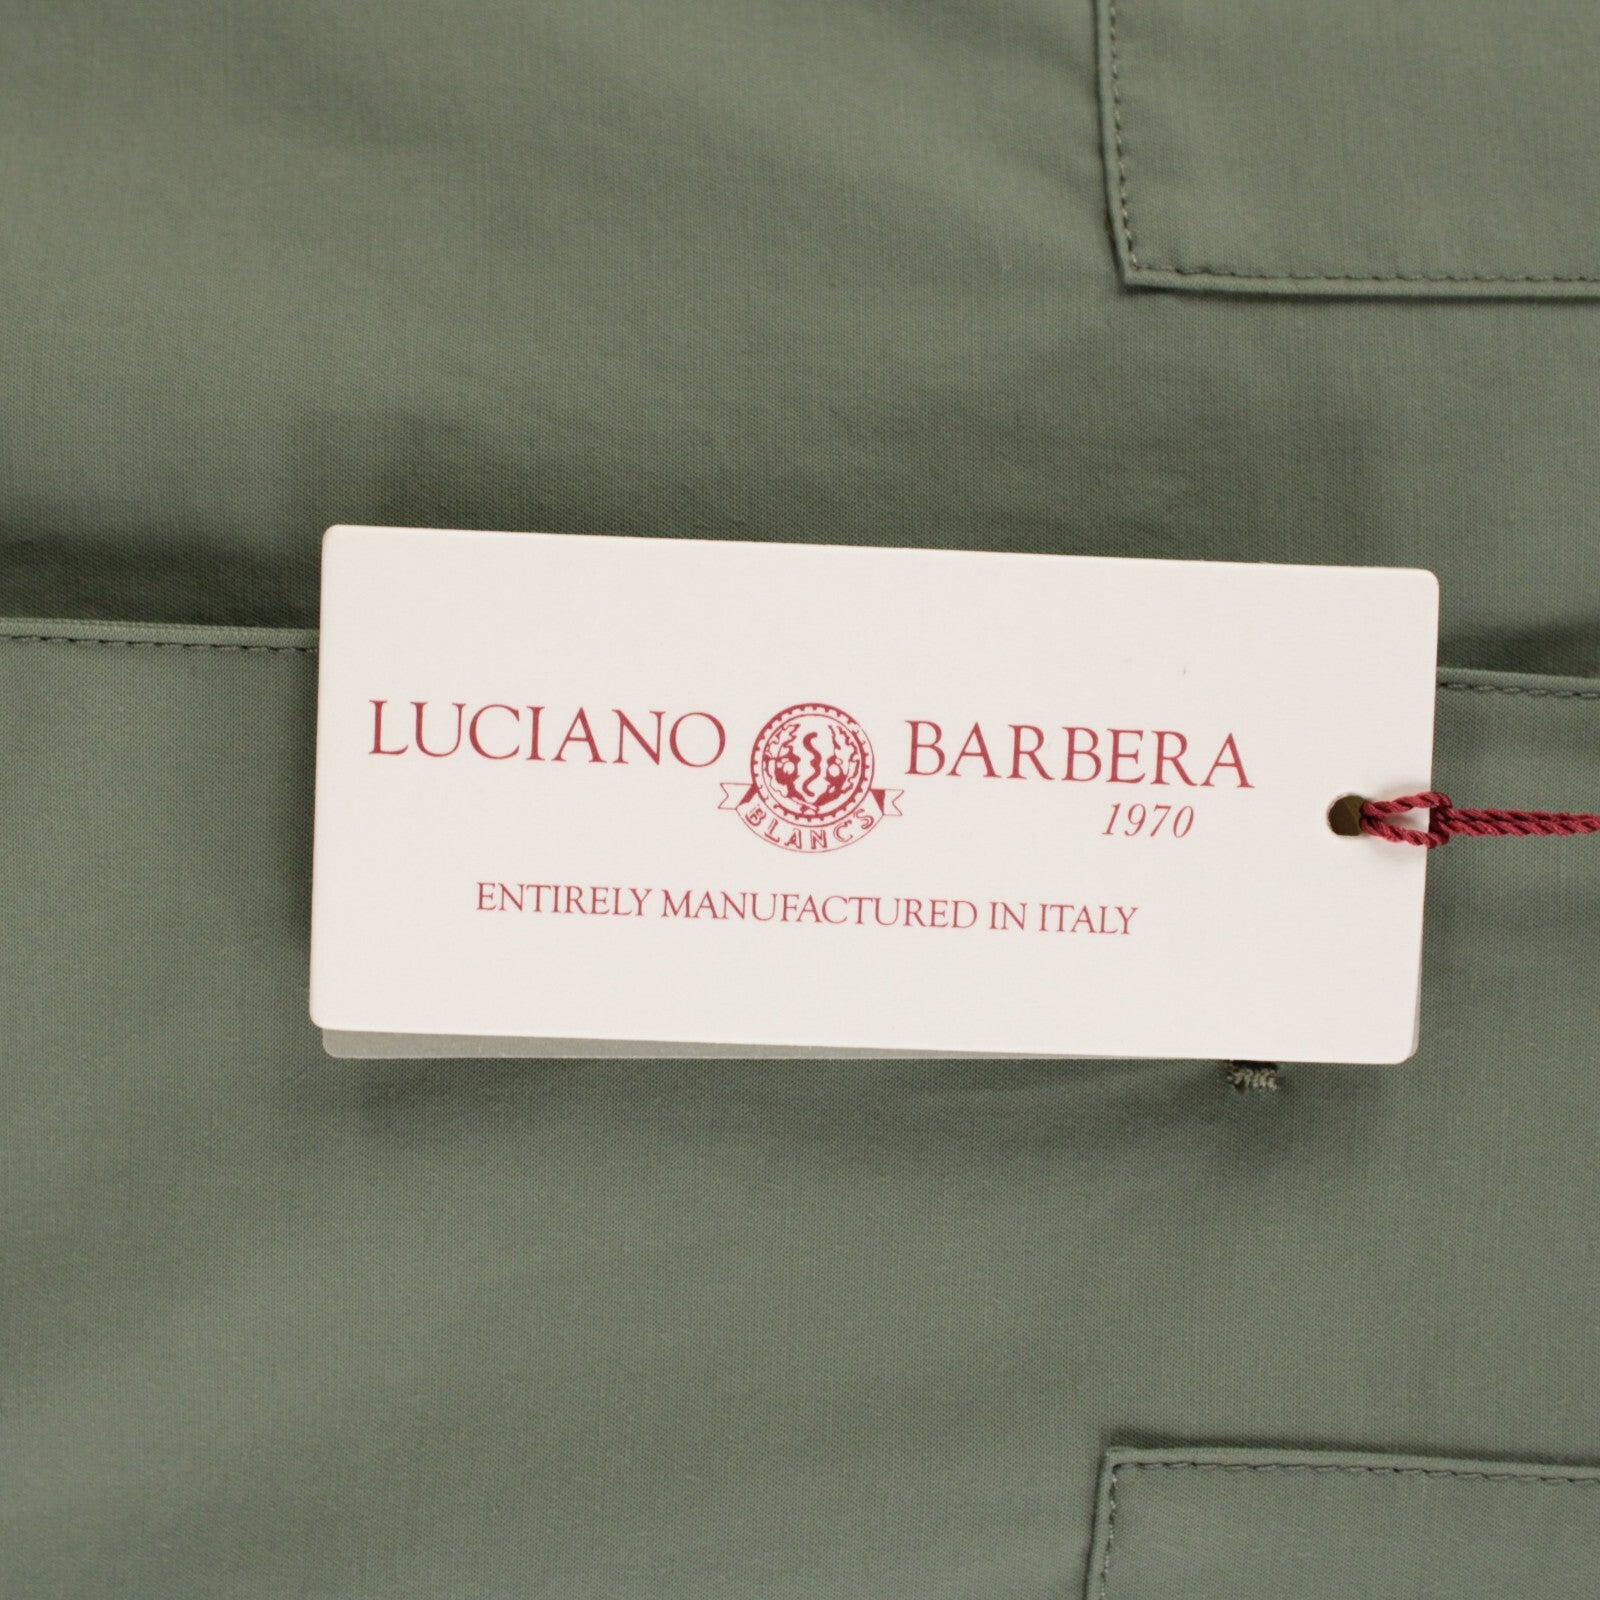 LUCIANO BARBERA
BLANCS
1970
ENTIRELY MANUFACTURED IN ITALY